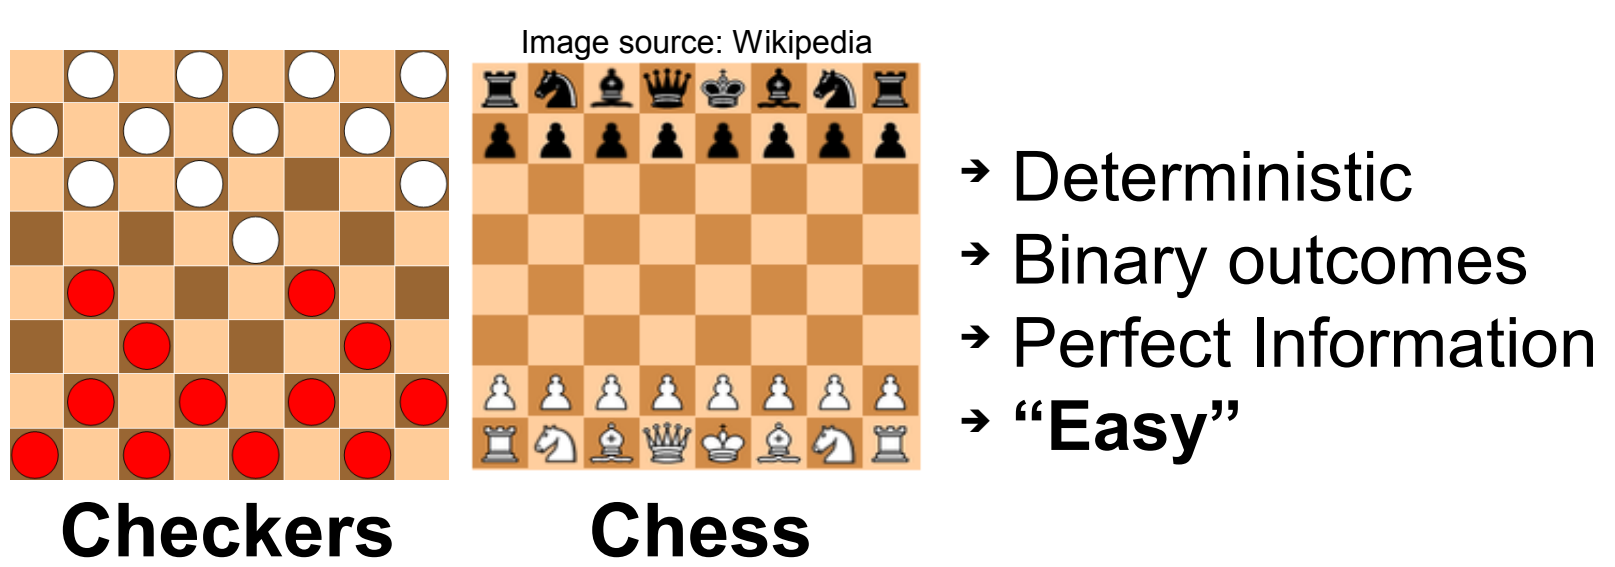 Image source: Wikipedia
Checkers
Chess
➔ Deterministic
➔ Binary outcomes
➔ Perfect Information
➔ “Easy”